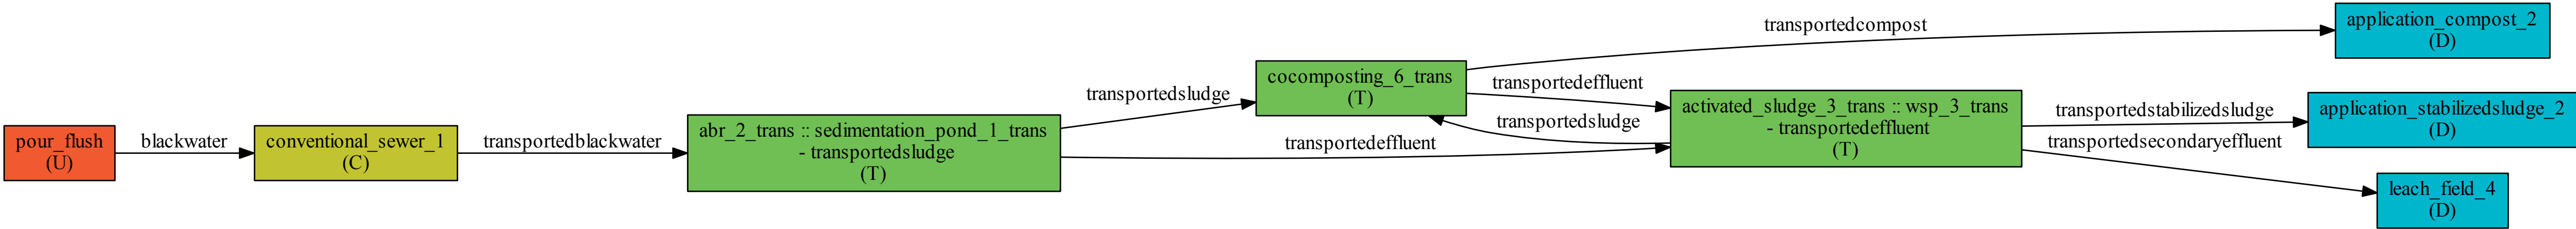 pour_flush
(U)
blackwater
conventional_sewer_1
(C)
transportedblackwater
abr_2_trans :: sedimentation_pond_1_trans
- transportedsludge
(T)
transportedsludge
transportedeffluent
cocomposting_6_trans
(T)
transportedcompost
transportedeffluent
transportedsludge
activated_sludge_3_trans :: wsp_3_trans
- transportedeffluent
(T)
transportedstabilizedsludge
transportedsecondaryeffluent
application_compost_2
(D)
application_stabilizedsludge_2
(D)
leach_field_4
(D)